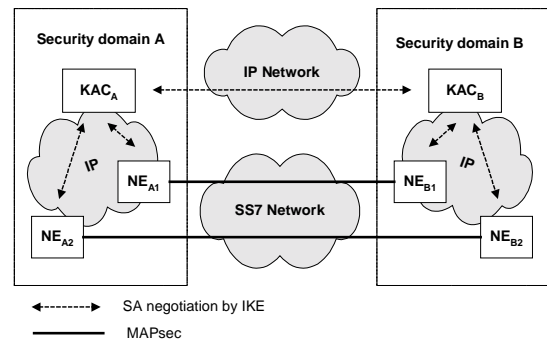 Security domain A
Security domain B
IP Network
KACA
KACB
IP
IP
NEA1
NEB1
SS7 Network
NEA2
NEB2
SA negotiation by IKE
MAPsec